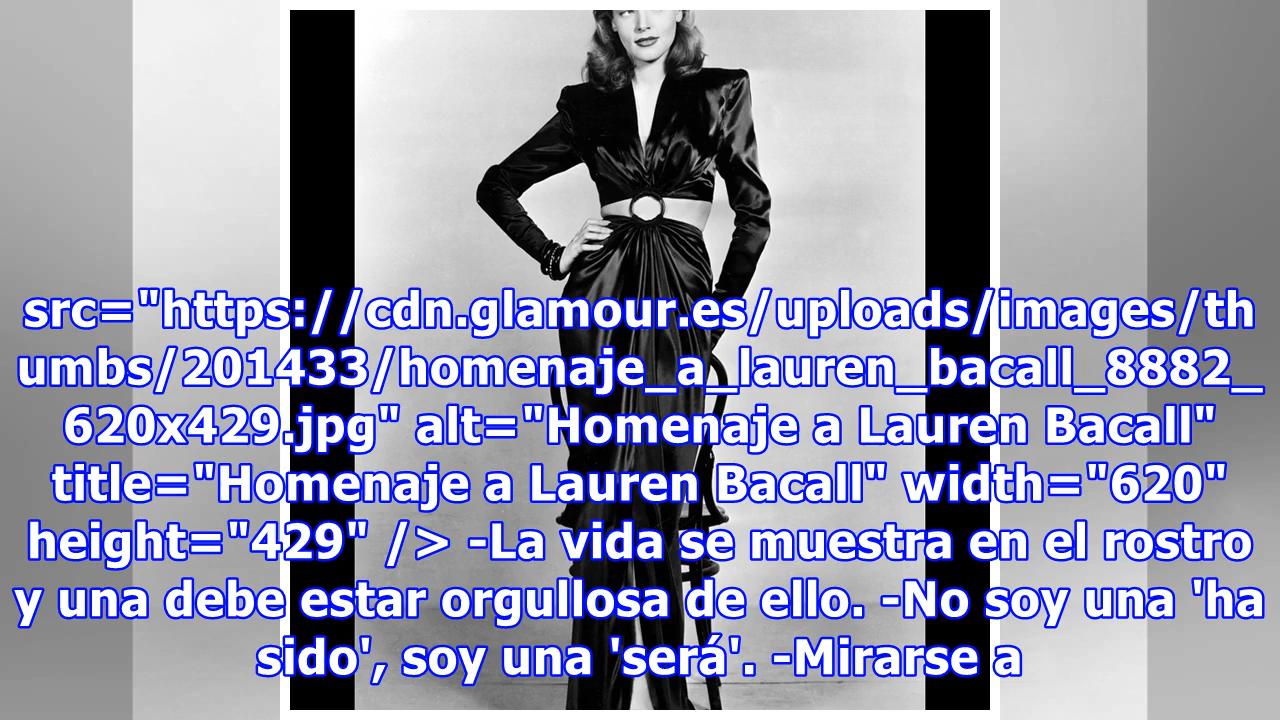 src="https://cdn.glamour.es/uploads/images/th
umbs/201433/homenaje_a_lauren_bacall_8882_
620x429.jpg" alt="Homenaje a Lauren Bacall"
title="Homenaje a Lauren Bacall" width="620"
height="429" /> -La vida se muestra en el rostro
y una debe estar orgullosa de ello. -No soy una 'ha
sido', soy una 'será'. -Mirarse a